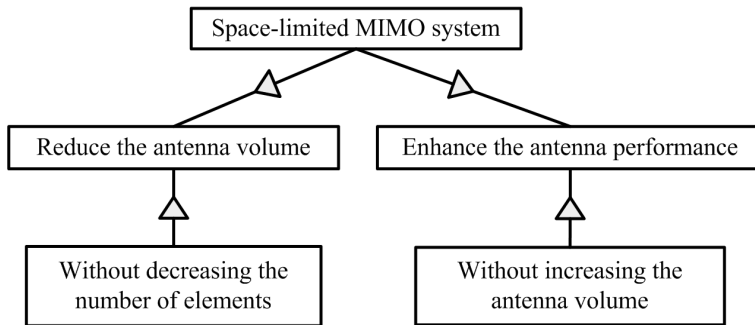 Space-limited MIMO system
Reduce the antenna volume
Enhance the antenna performance
Without decreasing the
number of elements
Without increasing the
antenna volume